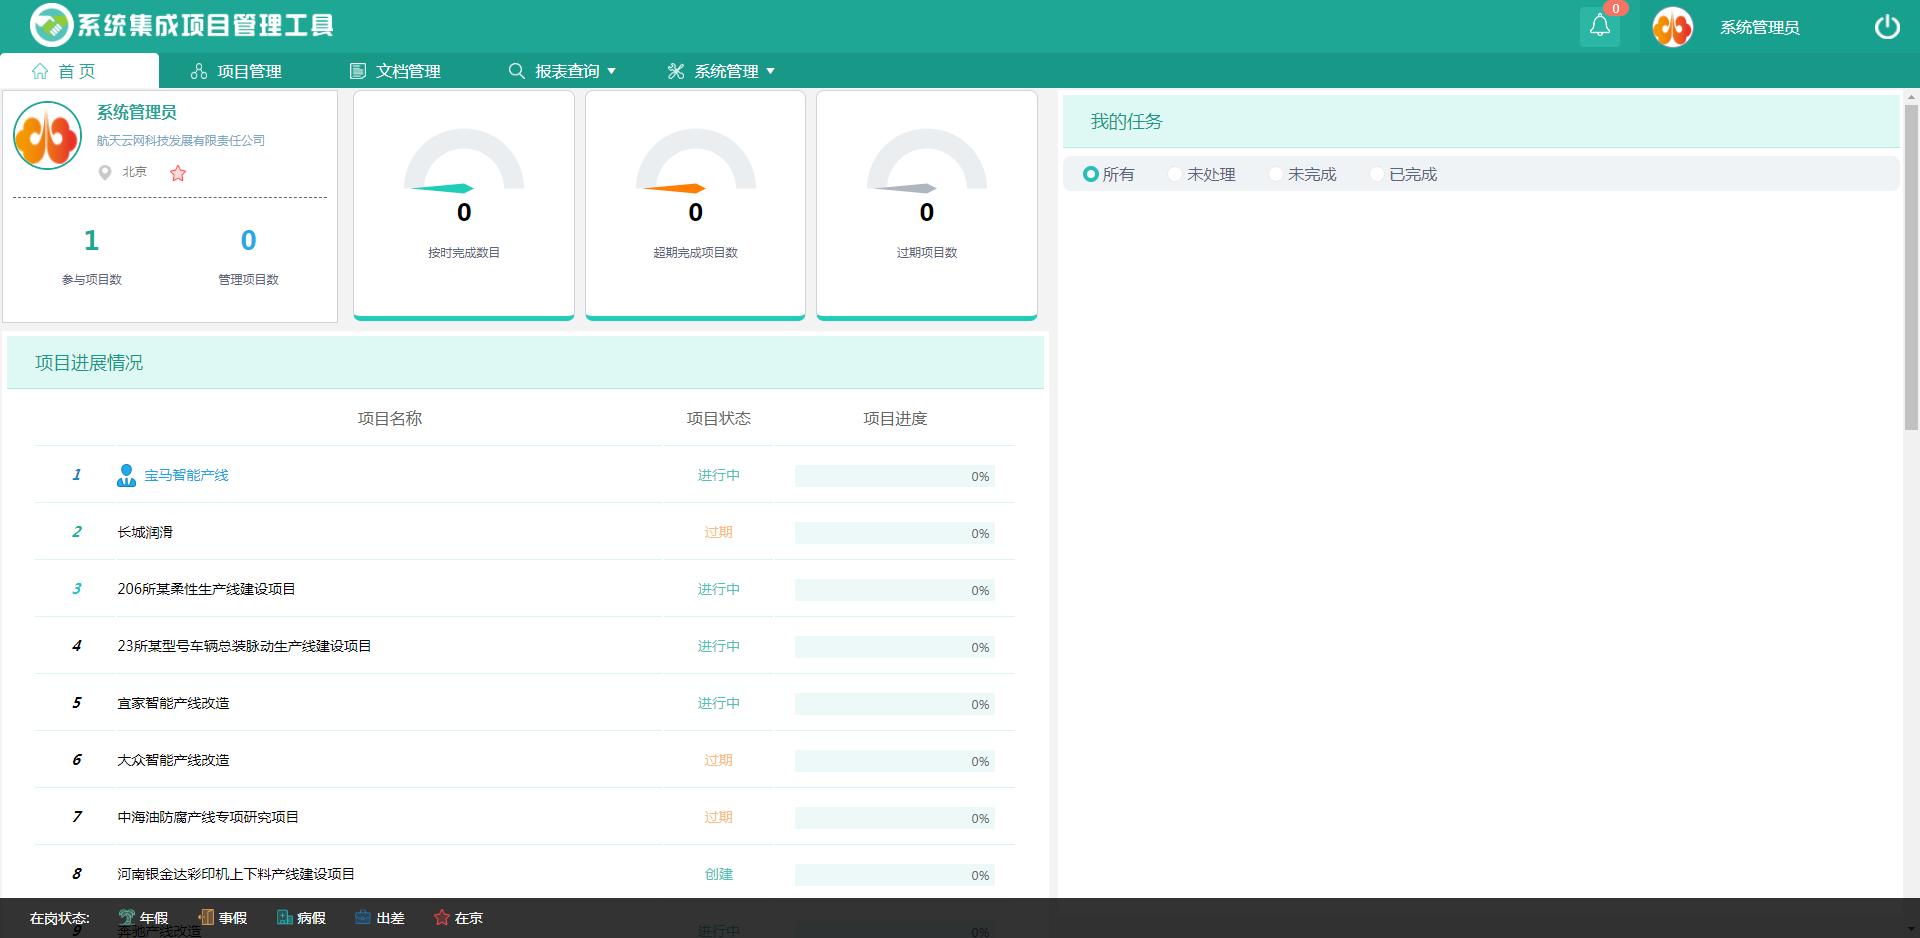 系统集成项目管理工具
0
系统管理员
首 页
项目管理
文档管理
报表查询
系统管理
系统管理员
航天云网科技发展有限责任公司
北京
1
参与项目数
0
管理项目数
0
按时完成数目
0
超期完成项目数
0
过期项目数
我的任务
所有 未处理 未完成 已完成
项目进展情况
项目名称 项目状态 项目进度
1 宝马智能产线 进行中 0%
2 长城润滑 过期 0%
3 206所某柔性生产线建设项目 进行中 0%
4 23所某型号车辆总装脉动生产线建设项目 进行中 0%
5 宜家智能产线改造 进行中 0%
6 大众智能产线改造 过期 0%
7 中海油防腐产线专项研究项目 过期 0%
8 河南银金达彩印机上下料产线建设项目 创建 0%
9 奔驰产线改造 进行中 0%
在岗状态: 年假 事假 病假 出差 在京